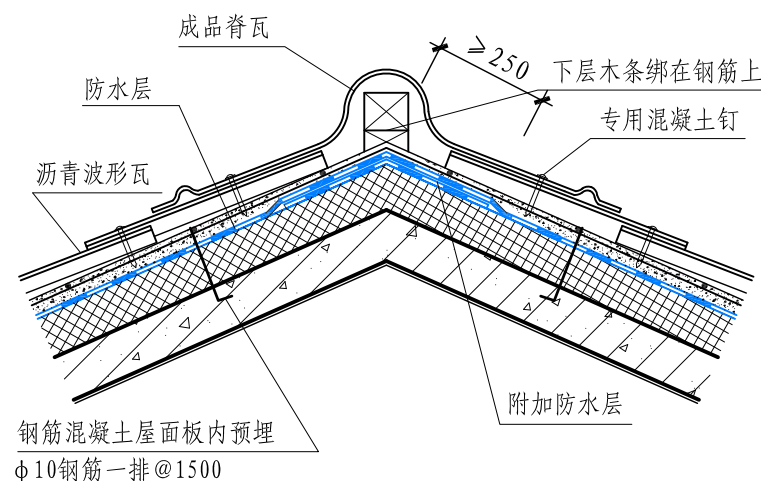 成品脊瓦
≥250
防水层
下层木条绑在钢筋上
专用混凝土钉
沥青波形瓦
附加防水层
钢筋混凝土屋面板内预埋
ф10钢筋一排@1500